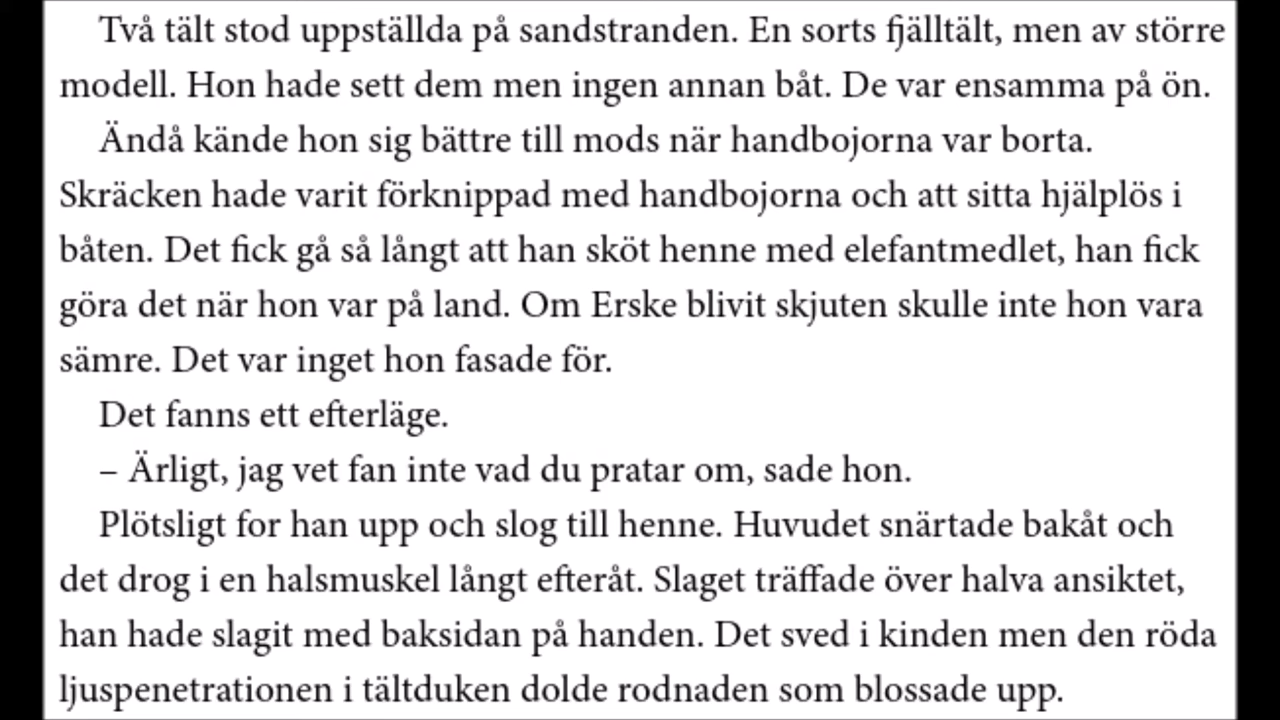 Två tält stod uppställda på sandstranden. En sorts fjälltält, men av större
modell. Hon hade sett dem men ingen annan båt. De var ensamma på ön.
Ändå kände hon sig bättre till mods när handbojorna var borta.
Skräcken hade varit förknippad med handbojorna och att sitta hjälplös i
båten. Det fick gå så långt att han sköt henne med elefantmedlet, han fick
göra det när hon var på land. Om Erske blivit skjuten skulle inte hon vara
sämre. Det var inget hon fasade för.
Det fanns ett efterläge.
– Ärligt, jag vet fan inte vad du pratar om, sade hon.
Plötsligt for han upp och slog till henne. Huvudet snärtade bakåt och
det drog i en halsmuskel långt efteråt. Slaget träffade över halva ansiktet,
han hade slagit med baksidan på handen. Det sved i kinden men den röda
ljuspenetrationen i tältduken dolde rodnaden som blossade upp.